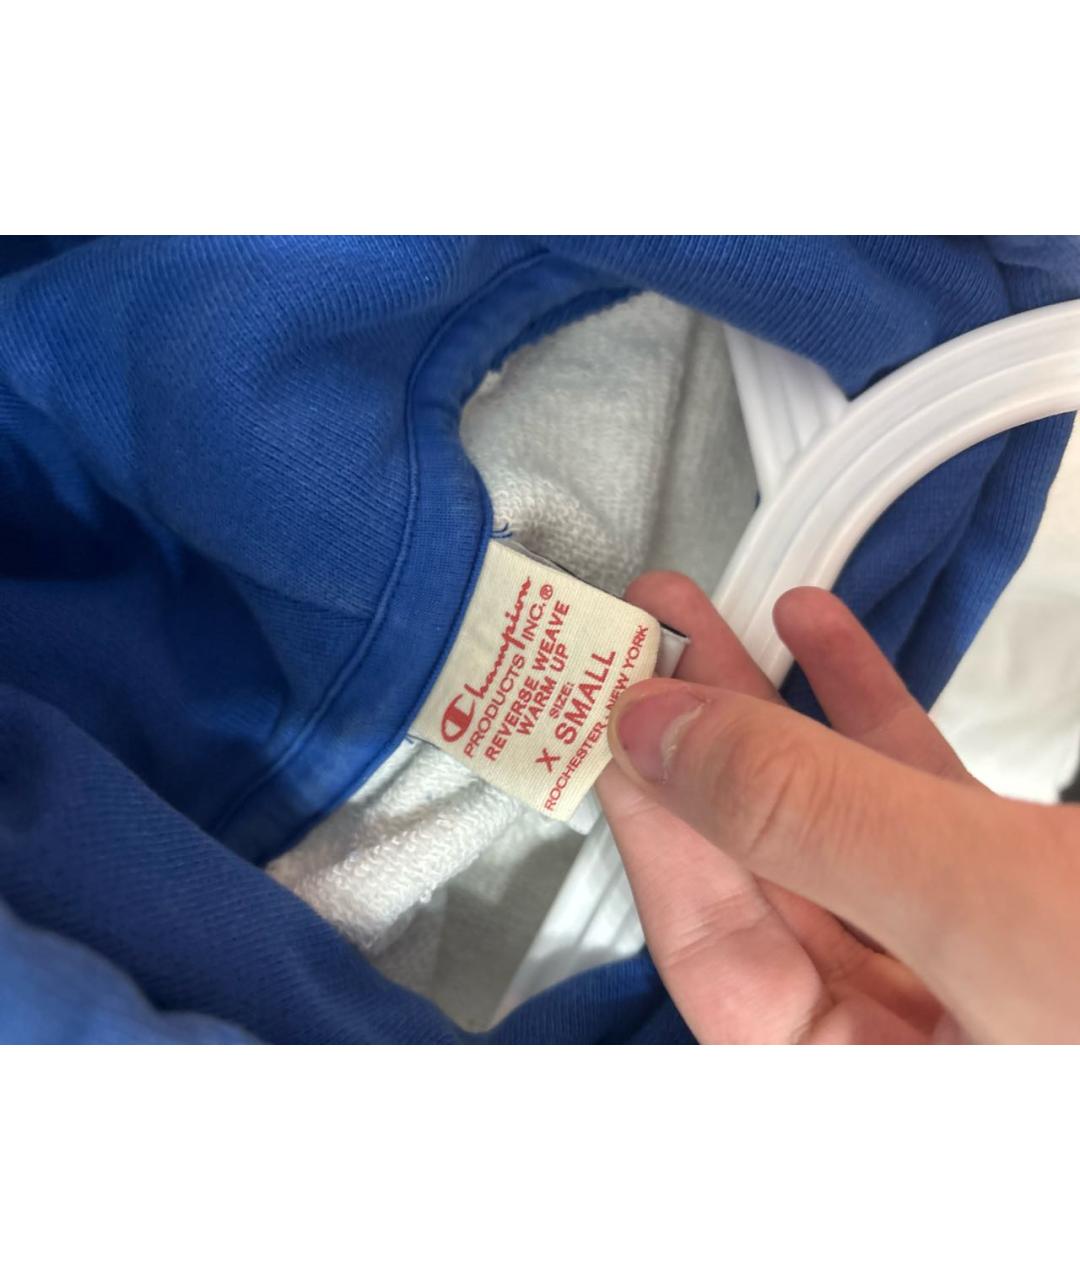 Champion
PRODUCTS INC.®
REVERSE WEAVE
WARM UP
SIZE:
X SMALL
ROCHESTER, NEW YORK